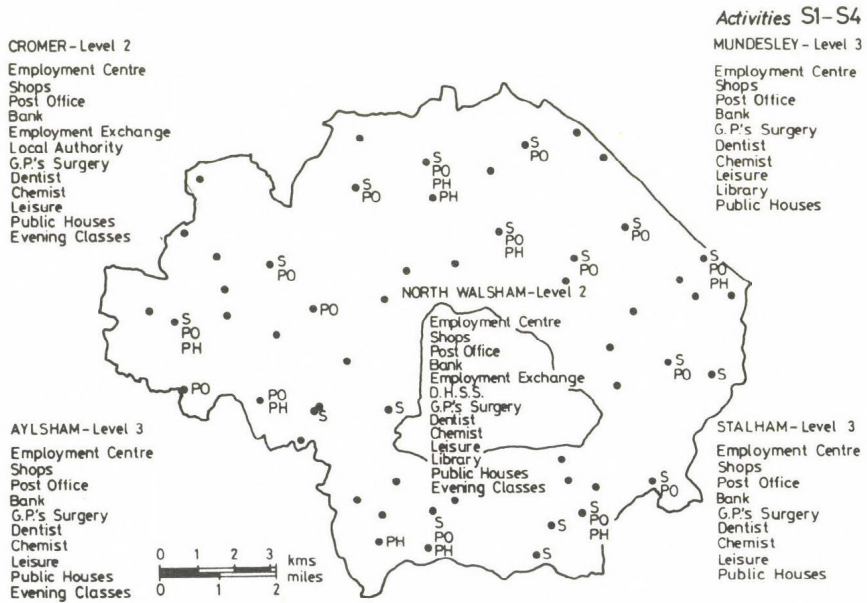 Activities S1-S4
CROMER-Level 2
Employment Centre
Shops
Post Office
Bank
Employment Exchange
Local Authority
G.P.'s Surgery
Dentist
Chemist
Leisure
Public Houses
Evening Classes
MUNDESLEY-Level 3
Employment Centre
Shops
Post Office
Bank
G.P.'s Surgery
Dentist
Chemist
Leisure
Library
Public Houses
S
PO
S
PO
PH
PH
S
PO
S
PO
PH
S
PO
S
PO
S
PO
PH
S
PO
PO
S
PO
PH
S
PO
S
PO
PO
PH
S
S
NORTH WALSHAM-Level 2
Employment Centre
Shops
Post Office
Bank
Employment Exchange
D.H.S.S.
G.P.'s Surgery
Dentist
Chemist
Leisure
Library
Public Houses
Evening Classes
AYLSHAM-Level 3
Employment Centre
Shops
Post Office
Bank
G.P.'s Surgery
Dentist
Chemist
Leisure
Public Houses
Evening Classes
STALHAM-Level 3
Employment Centre
Shops
Post Office
Bank
G.P.'s Surgery
Dentist
Chemist
Leisure
Public Houses
S
PO
S
PO
PH
S
S
PO
PH
PH
S
0 1 2 3 kms
miles
0 1 2